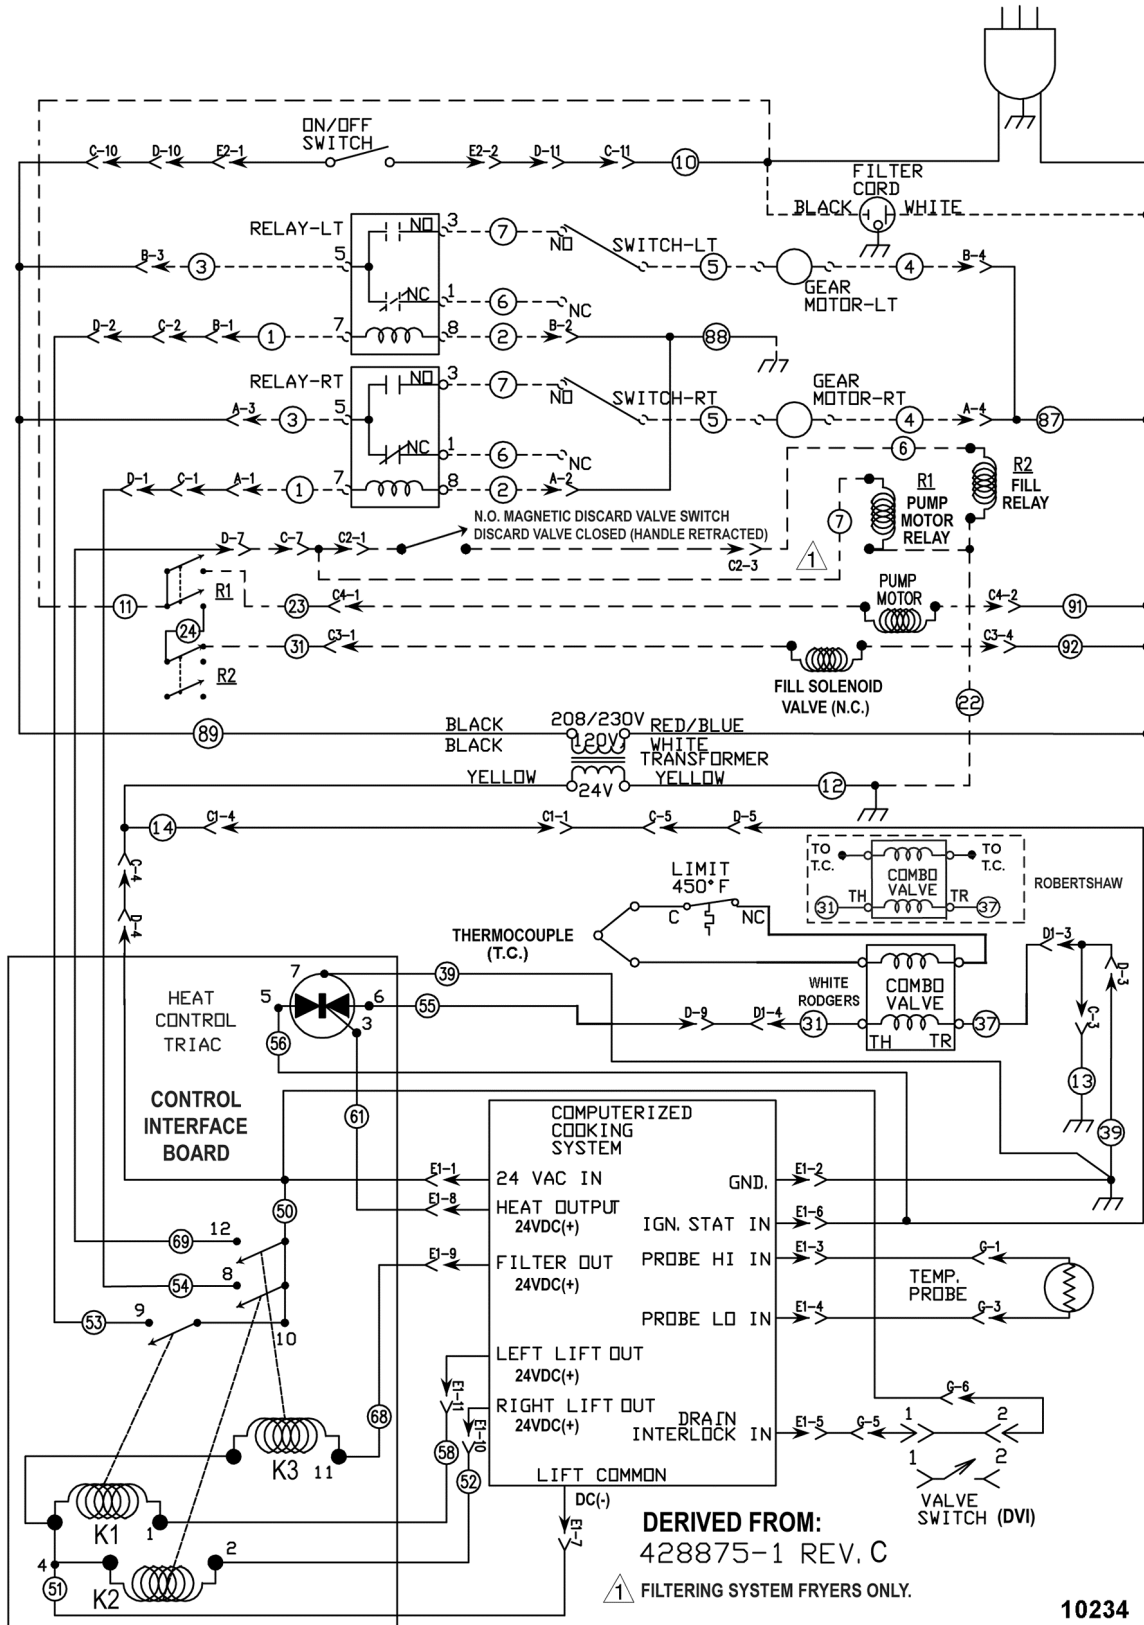 ON/OFF
SWITCH
C-10
D-10
E2-1
E2-2
D-11
C-11
10
FILTER
CORD
BLACK
WHITE
RELAY-LT
NO
3
7
NO
SWITCH-LT
B-3
3
5
5
4
B-4
GEAR
MOTOR-LT
NC
1
6
NC
D-2
C-2
B-1
1
7
8
2
B-2
88
RELAY-RT
NO
3
7
NO
SWITCH-RT
GEAR
MOTOR-RT
A-3
3
5
5
4
A-4
87
NC
1
6
NC
6
D-1
C-1
A-1
1
7
8
2
A-2
R1
PUMP
MOTOR
RELAY
R2
FILL
RELAY
N.O. MAGNETIC DISCARD VALVE SWITCH
DISCARD VALVE CLOSED (HANDLE RETRACTED)
7
D-7
C-7
C2-1
C2-3
1
PUMP
MOTOR
11
R1
23
C4-1
C4-2
91
24
31
C3-1
C3-4
92
R2
FILL SOLENOID
VALVE (N.C.)
22
89
BLACK
208/230V
RED/BLUE
BLACK
120V
WHITE
TRANSFORMER
YELLOW
24V
YELLOW
12
14
C1-4
C1-1
C-5
D-5
C-4
D-4
TO
T.C.
COMBO
VALVE
TO
T.C.
31
TH
TR
37
ROBERTSHAW
LIMIT
450°F
C
NC
THERMOCOUPLE
(T.C.)
D1-3
D-3
C-3
WHITE
RODGERS
COMBO
VALVE
D-9
D1-4
31
TH
TR
37
13
39
HEAT
CONTROL
TRIAC
7
39
5
6
55
3
56
61
CONTROL
INTERFACE
BOARD
COMPUTERIZED
COOKING
SYSTEM
E1-1
24 VAC IN
GND.
E1-2
E1-8
HEAT OUTPUT
24VDC(+)
IGN. STAT IN
E1-6
50
69
12
E1-9
FILTER OUT
24VDC(+)
PROBE HI IN
E1-3
G-1
TEMP.
PROBE
54
8
53
9
10
PROBE LO IN
E1-4
G-3
LEFT LIFT OUT
24VDC(+)
E1-11
RIGHT LIFT OUT
24VDC(+)
E1-10
G-6
68
58
52
DRAIN
INTERLOCK IN
E1-5
G-5
1
2
K3
11
LIFT COMMON
DC(-)
E1-7
1
2
VALVE
SWITCH (DVI)
K1
1
4
2
51
K2
DERIVED FROM:
428875-1 REV. C
1
FILTERING SYSTEM FRYERS ONLY.
10234